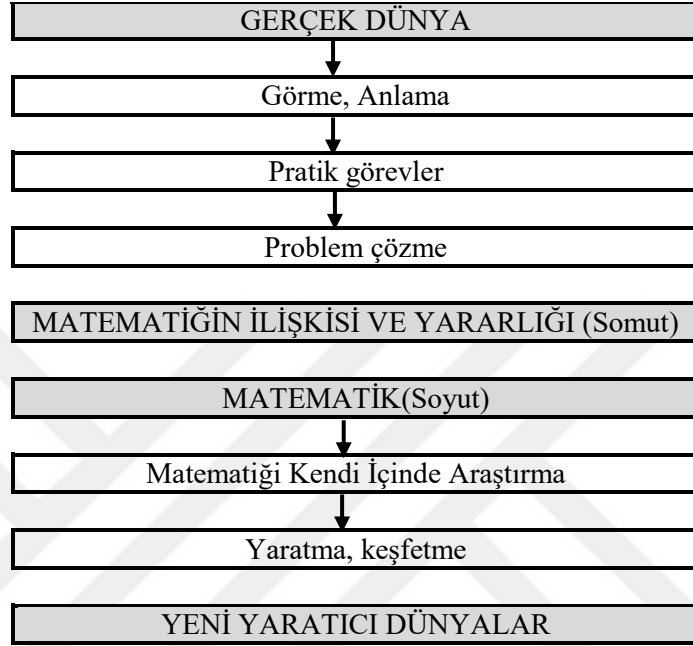 GERÇEK DÜNYA
Görme, Anlama
Pratik görevler
Problem çözme
MATEMATİĞİN İLİŞKİSİ VE YARARLIĞI (Somut)
MATEMATİK(Soyut)
Matematiği Kendi İçinde Araştırma
Yaratma, keşfetme
YENİ YARATICI DÜNYALAR